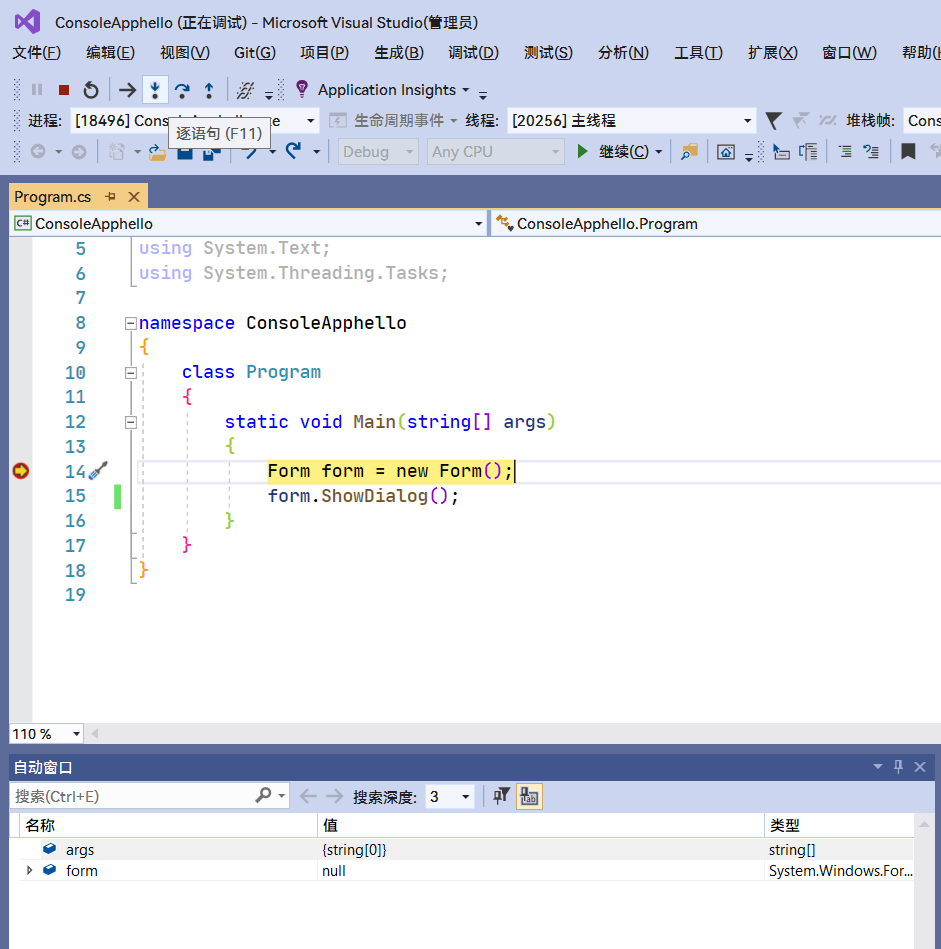 ConsoleApphello (正在调试) - Microsoft Visual Studio(管理员)
文件(F) 编辑(E) 视图(V) Git(G) 项目(P) 生成(B) 调试(D) 测试(S) 分析(N) 工具(T) 扩展(X) 窗口(W) 帮助(H
Application Insights
进程: [18496] Cons 生命周期事件 线程: [20256] 主线程 堆栈帧: Cons
逐语句 (F11)
Debug Any CPU 继续(C)
Program.cs
C# ConsoleApphello ConsoleApphello.Program
5 using System.Text;
6 using System.Threading.Tasks;
7
8 namespace ConsoleApphello
9 {
10 class Program
11 {
12 static void Main(string[] args)
13 {
14 Form form = new Form();
15 form.ShowDialog();
16 }
17 }
18 }
19
110 %
自动窗口
搜索(Ctrl+E) 搜索深度: 3
名称 值 类型
args {string[0]} string[]
form null System.Windows.For...